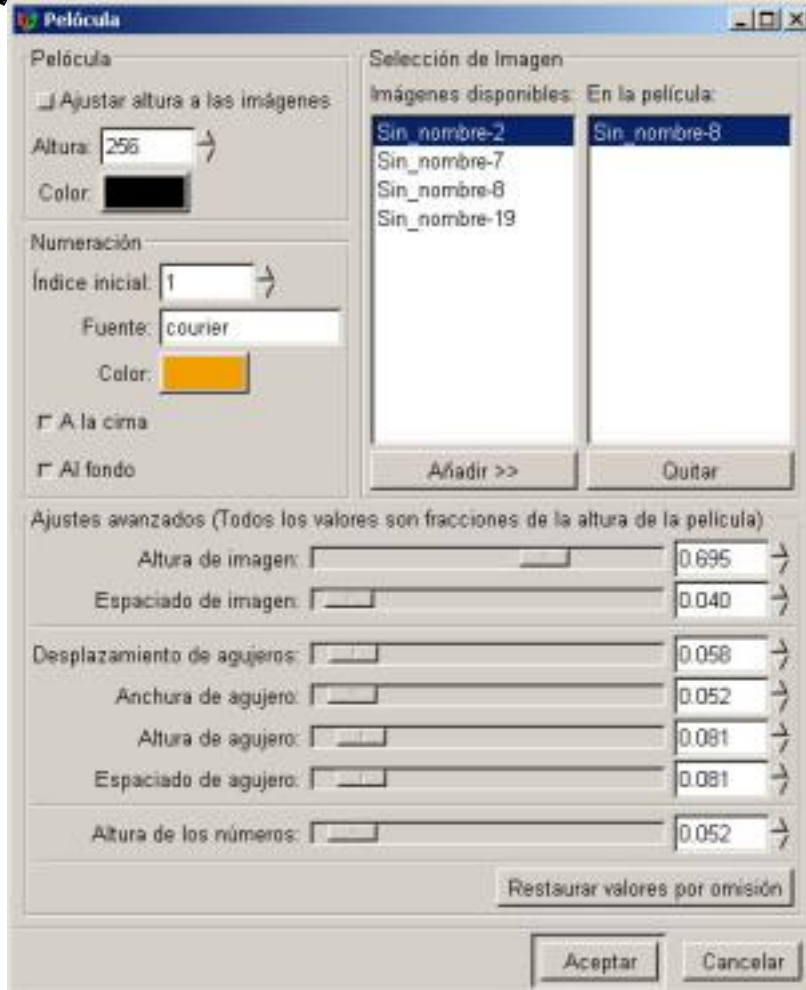 Pelócula
Pelócula
Ajustar altura a las imágenes
Altura: 256
Color:
Numeración
Índice inicial: 1
Fuente: courier
Color:
A la cima
Al fondo
Selección de Imagen
Imágenes disponibles:
Sin_nombre-2
Sin_nombre-7
Sin_nombre-8
Sin_nombre-19
Añadir >>
En la película:
Sin_nombre-8
Quitar
Ajustes avanzados (Todos los valores son fracciones de la altura de la película)
Altura de imagen: 0.695
Espaciado de imagen: 0.040
Desplazamiento de agujeros: 0.058
Anchura de agujero: 0.052
Altura de agujero: 0.081
Espaciado de agujero: 0.081
Altura de los números: 0.052
Restaurar valores por omisión
Aceptar
Cancelar